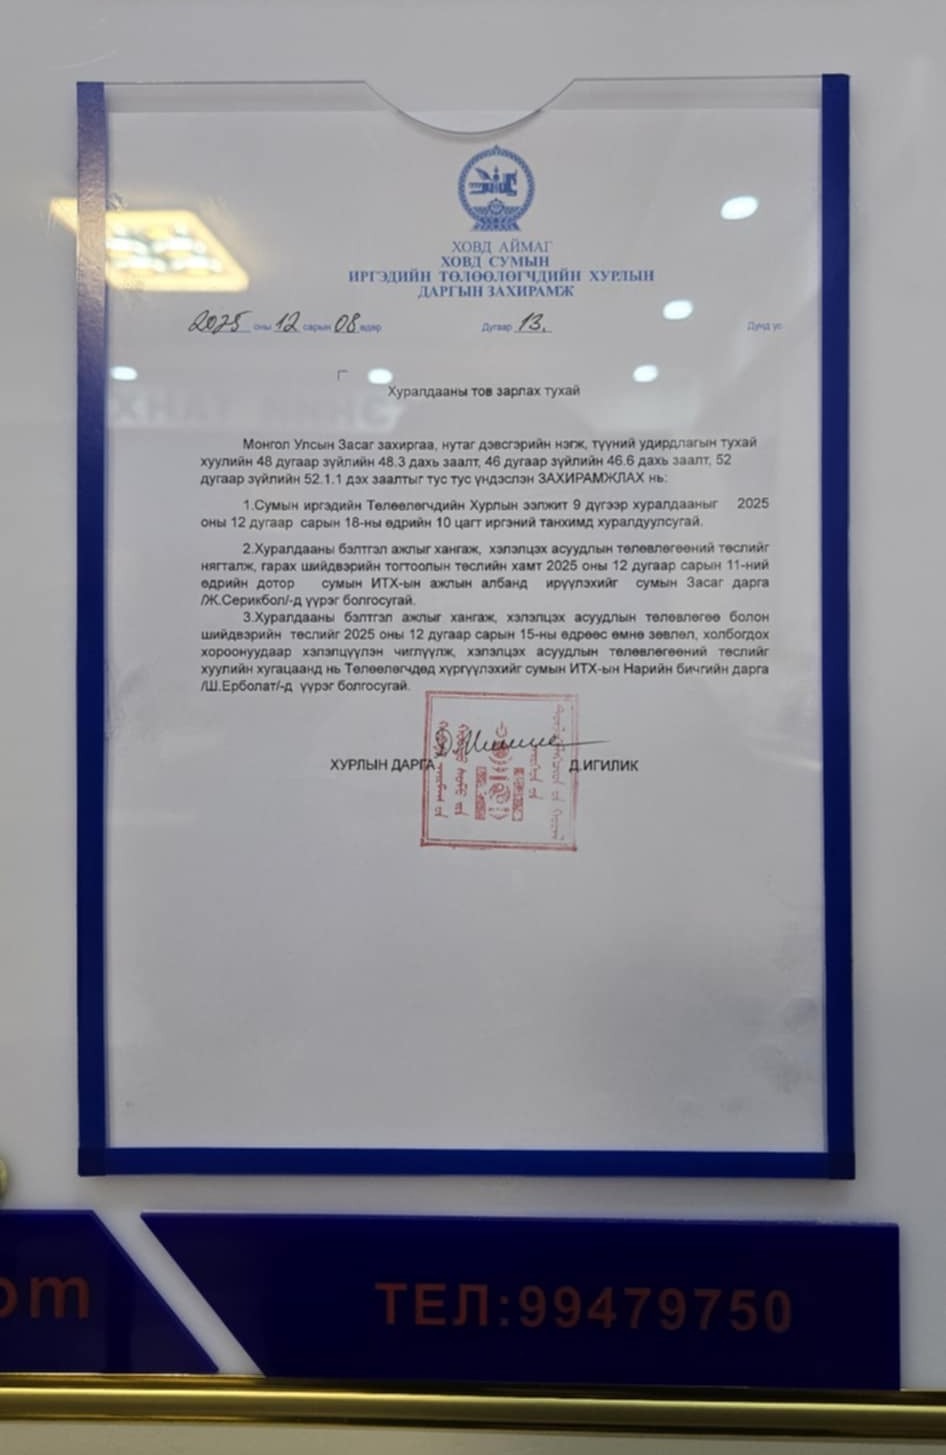 ХОВД АЙМАГ
ХОВД СУМЫН
ИРГЭДИЙН ТӨЛӨӨЛӨГЧДИЙН ХУРЛЫН
ДАРГЫН ЗАХИРАМЖ
2025 оны 12 сарын 08 өдөр Дугаар 13. Дунд ус
Хуралдааны тов зарлах тухай
Монгол Улсын Засаг захиргаа, нутаг дэвсгэрийн нэгж, түүний удирдлагын тухай
хуулийн 48 дугаар зүйлийн 48.3 дахь заалт, 46 дугаар зүйлийн 46.6 дахь заалт, 52
дугаар зүйлийн 52.1.1 дэх заалтыг тус тус үндэслэн ЗАХИРАМЖЛАХ нь:
1.Сумын иргэдийн Төлөөлөгчдийн Хурлын ээлжит 9 дүгээр хуралдааныг 2025
оны 12 дугаар сарын 18-ны өдрийн 10 цагт иргэний танхимд хуралдуулсугай.
2.Хуралдааны бэлтгэл ажлыг хангаж, хэлэлцэх асуудлын төлөвлөгөөний төслийг
нягталж, гарах шийдвэрийн тогтоолын төслийн хамт 2025 оны 12 дугаар сарын 11-ний
өдрийн дотор сумын ИТХ-ын ажлын албанд ирүүлэхийг сумын Засаг дарга
/Ж.Серикбол/-д үүрэг болгосугай.
3.Хуралдааны бэлтгэл ажлыг хангаж, хэлэлцэх асуудлын төлөвлөгөө болон
шийдвэрийн төслийг 2025 оны 12 дугаар сарын 15-ны өдрөөс өмнө зөвлөл, холбогдох
хороонуудаар хэлэлцүүлэн чиглүүлж, хэлэлцэх асуудлын төлөвлөгөөний төслийг
хуулийн хугацаанд нь Төлөөлөгчдөд хүргүүлэхийг сумын ИТХ-ын Нарийн бичгийн дарга
/Ш.Ерболат/-д үүрэг болгосугай.
ХУРЛЫН ДАРГА Д.ИГИЛИК
om
ТЕЛ:99479750